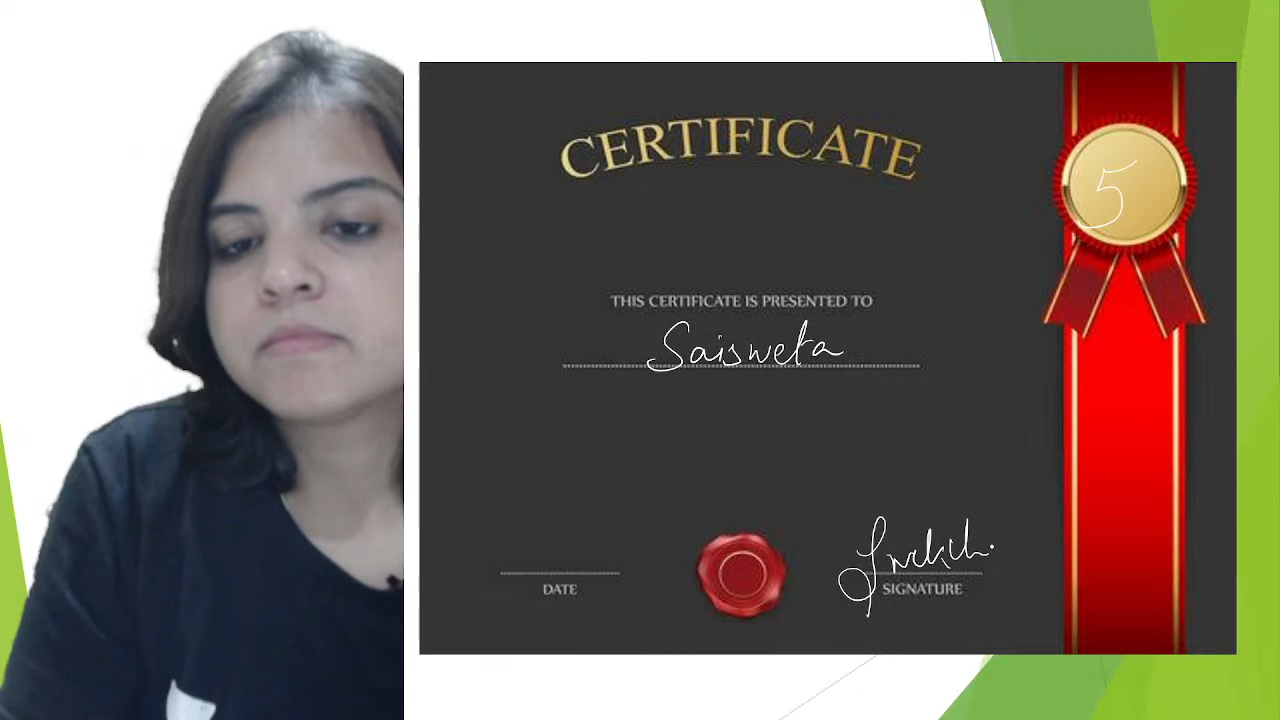 CERTIFICATE
5
THIS CERTIFICATE IS PRESENTED TO
Saisweta
DATE
SIGNATURE